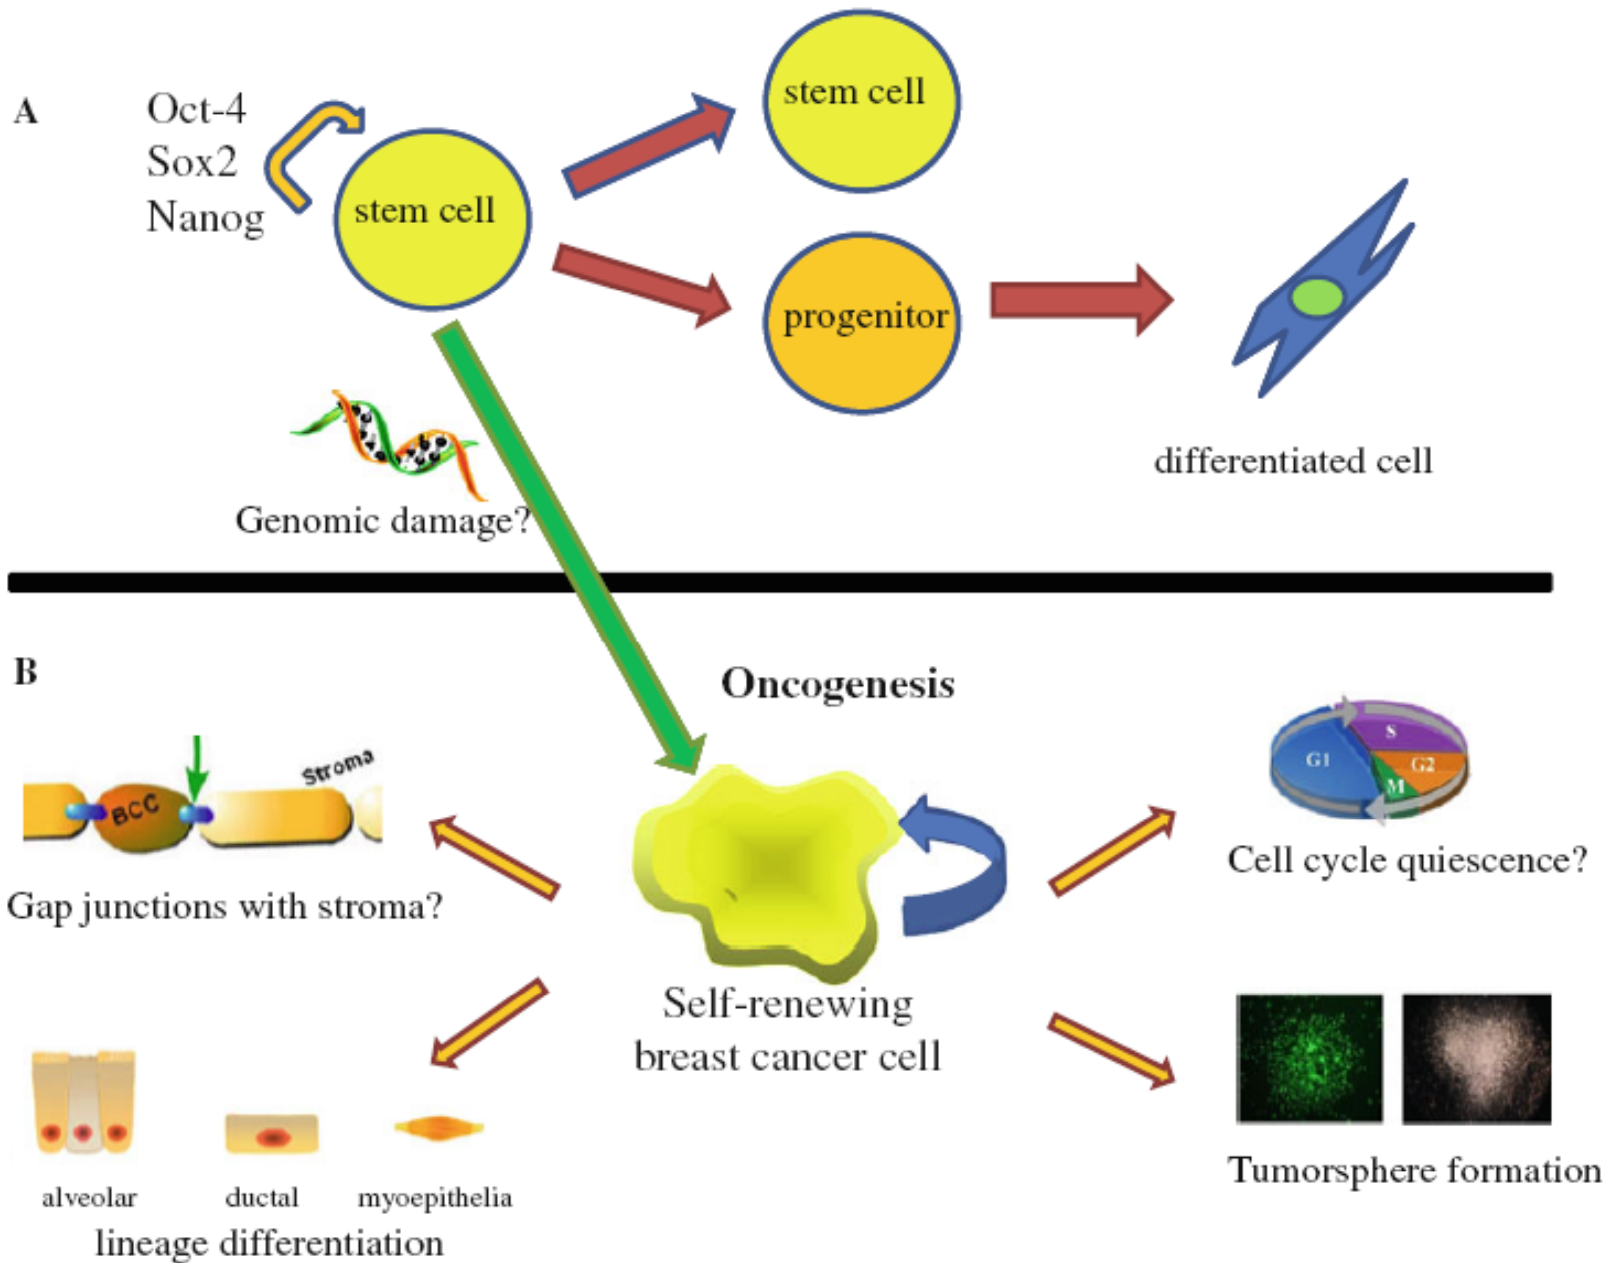 A
Oct-4
Sox2
Nanog
stem cell
stem cell
progenitor
differentiated cell
Genomic damage?
B
Oncogenesis
BCC
Stroma
Gap junctions with stroma?
G1
S
G2
M
Cell cycle quiescence?
Self-renewing
breast cancer cell
alveolar
ductal
myoepithelia
lineage differentiation
Tumorsphere formation